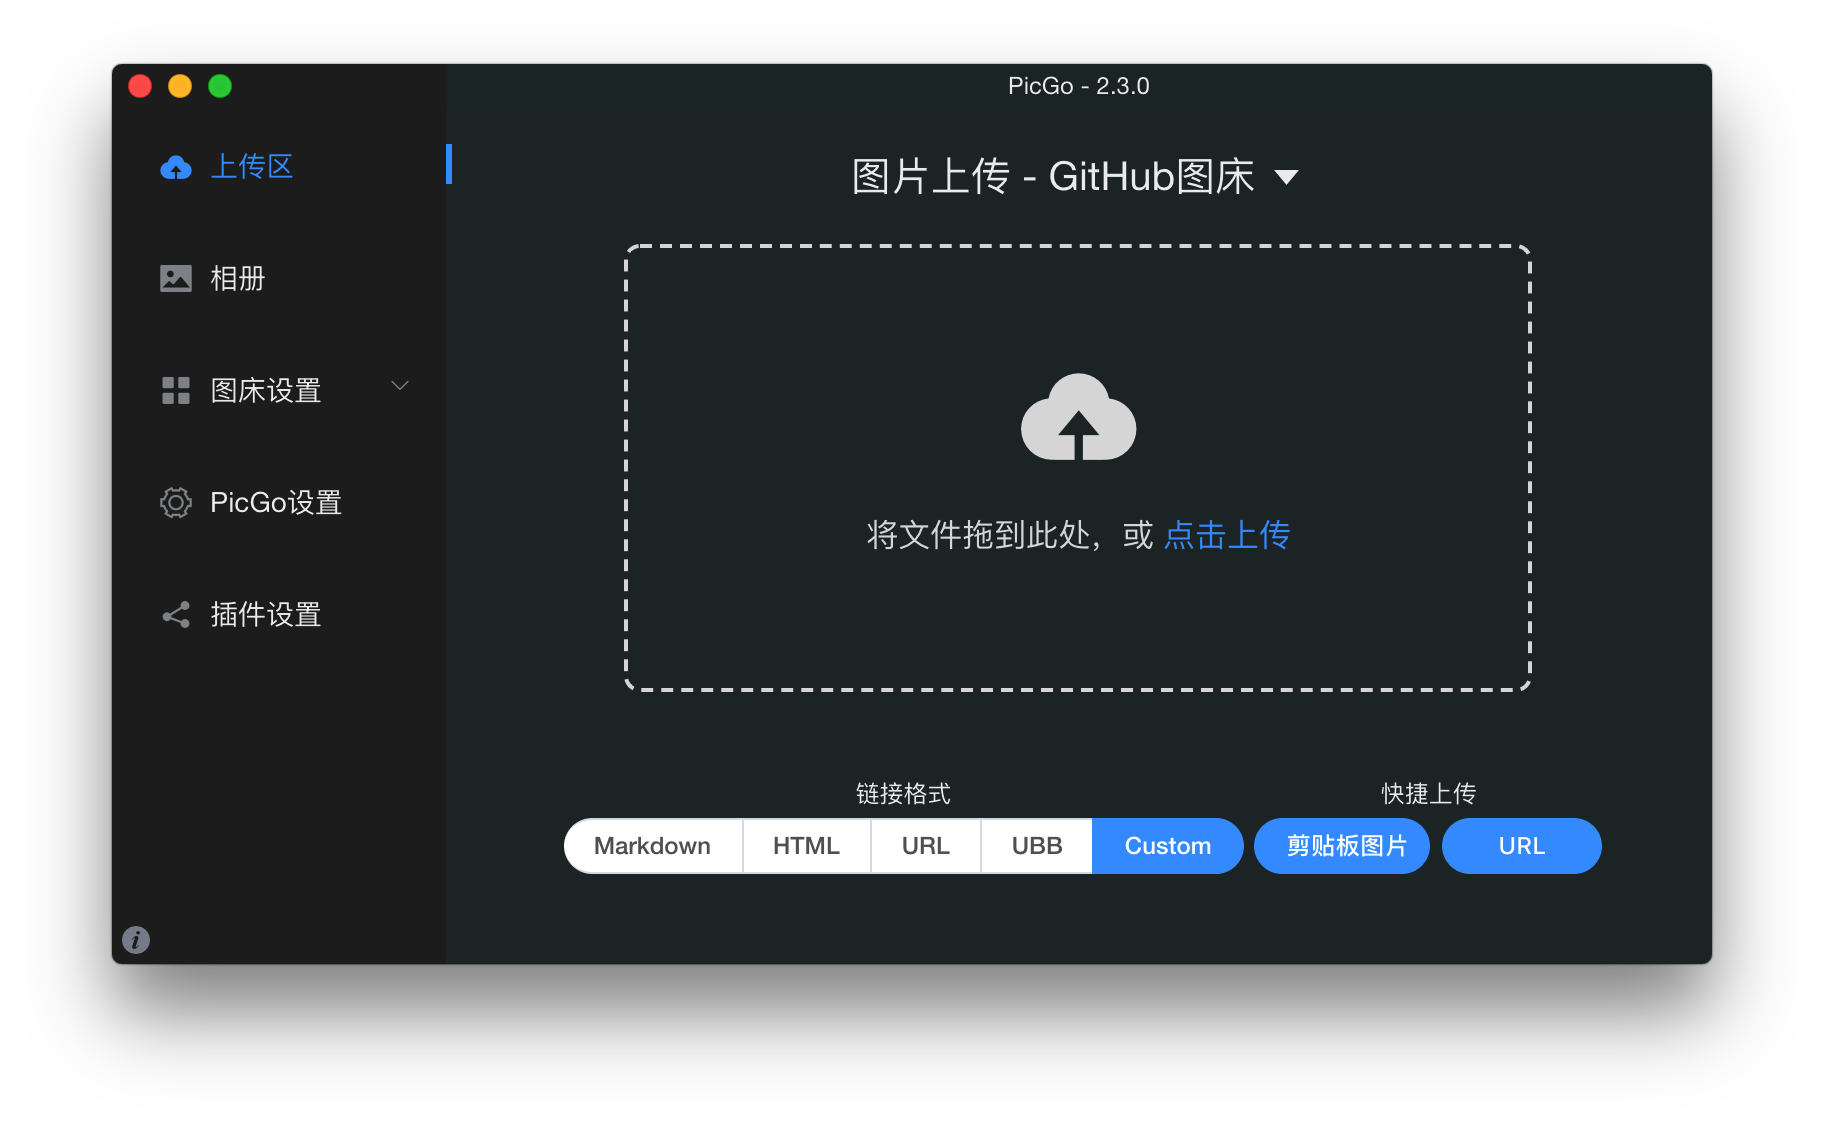 PicGo - 2.3.0
上传区
相册
图床设置
PicGo设置
插件设置
图片上传 - GitHub图床
将文件拖到此处，或 点击上传
链接格式
Markdown HTML URL UBB Custom
快捷上传
剪贴板图片 URL
i